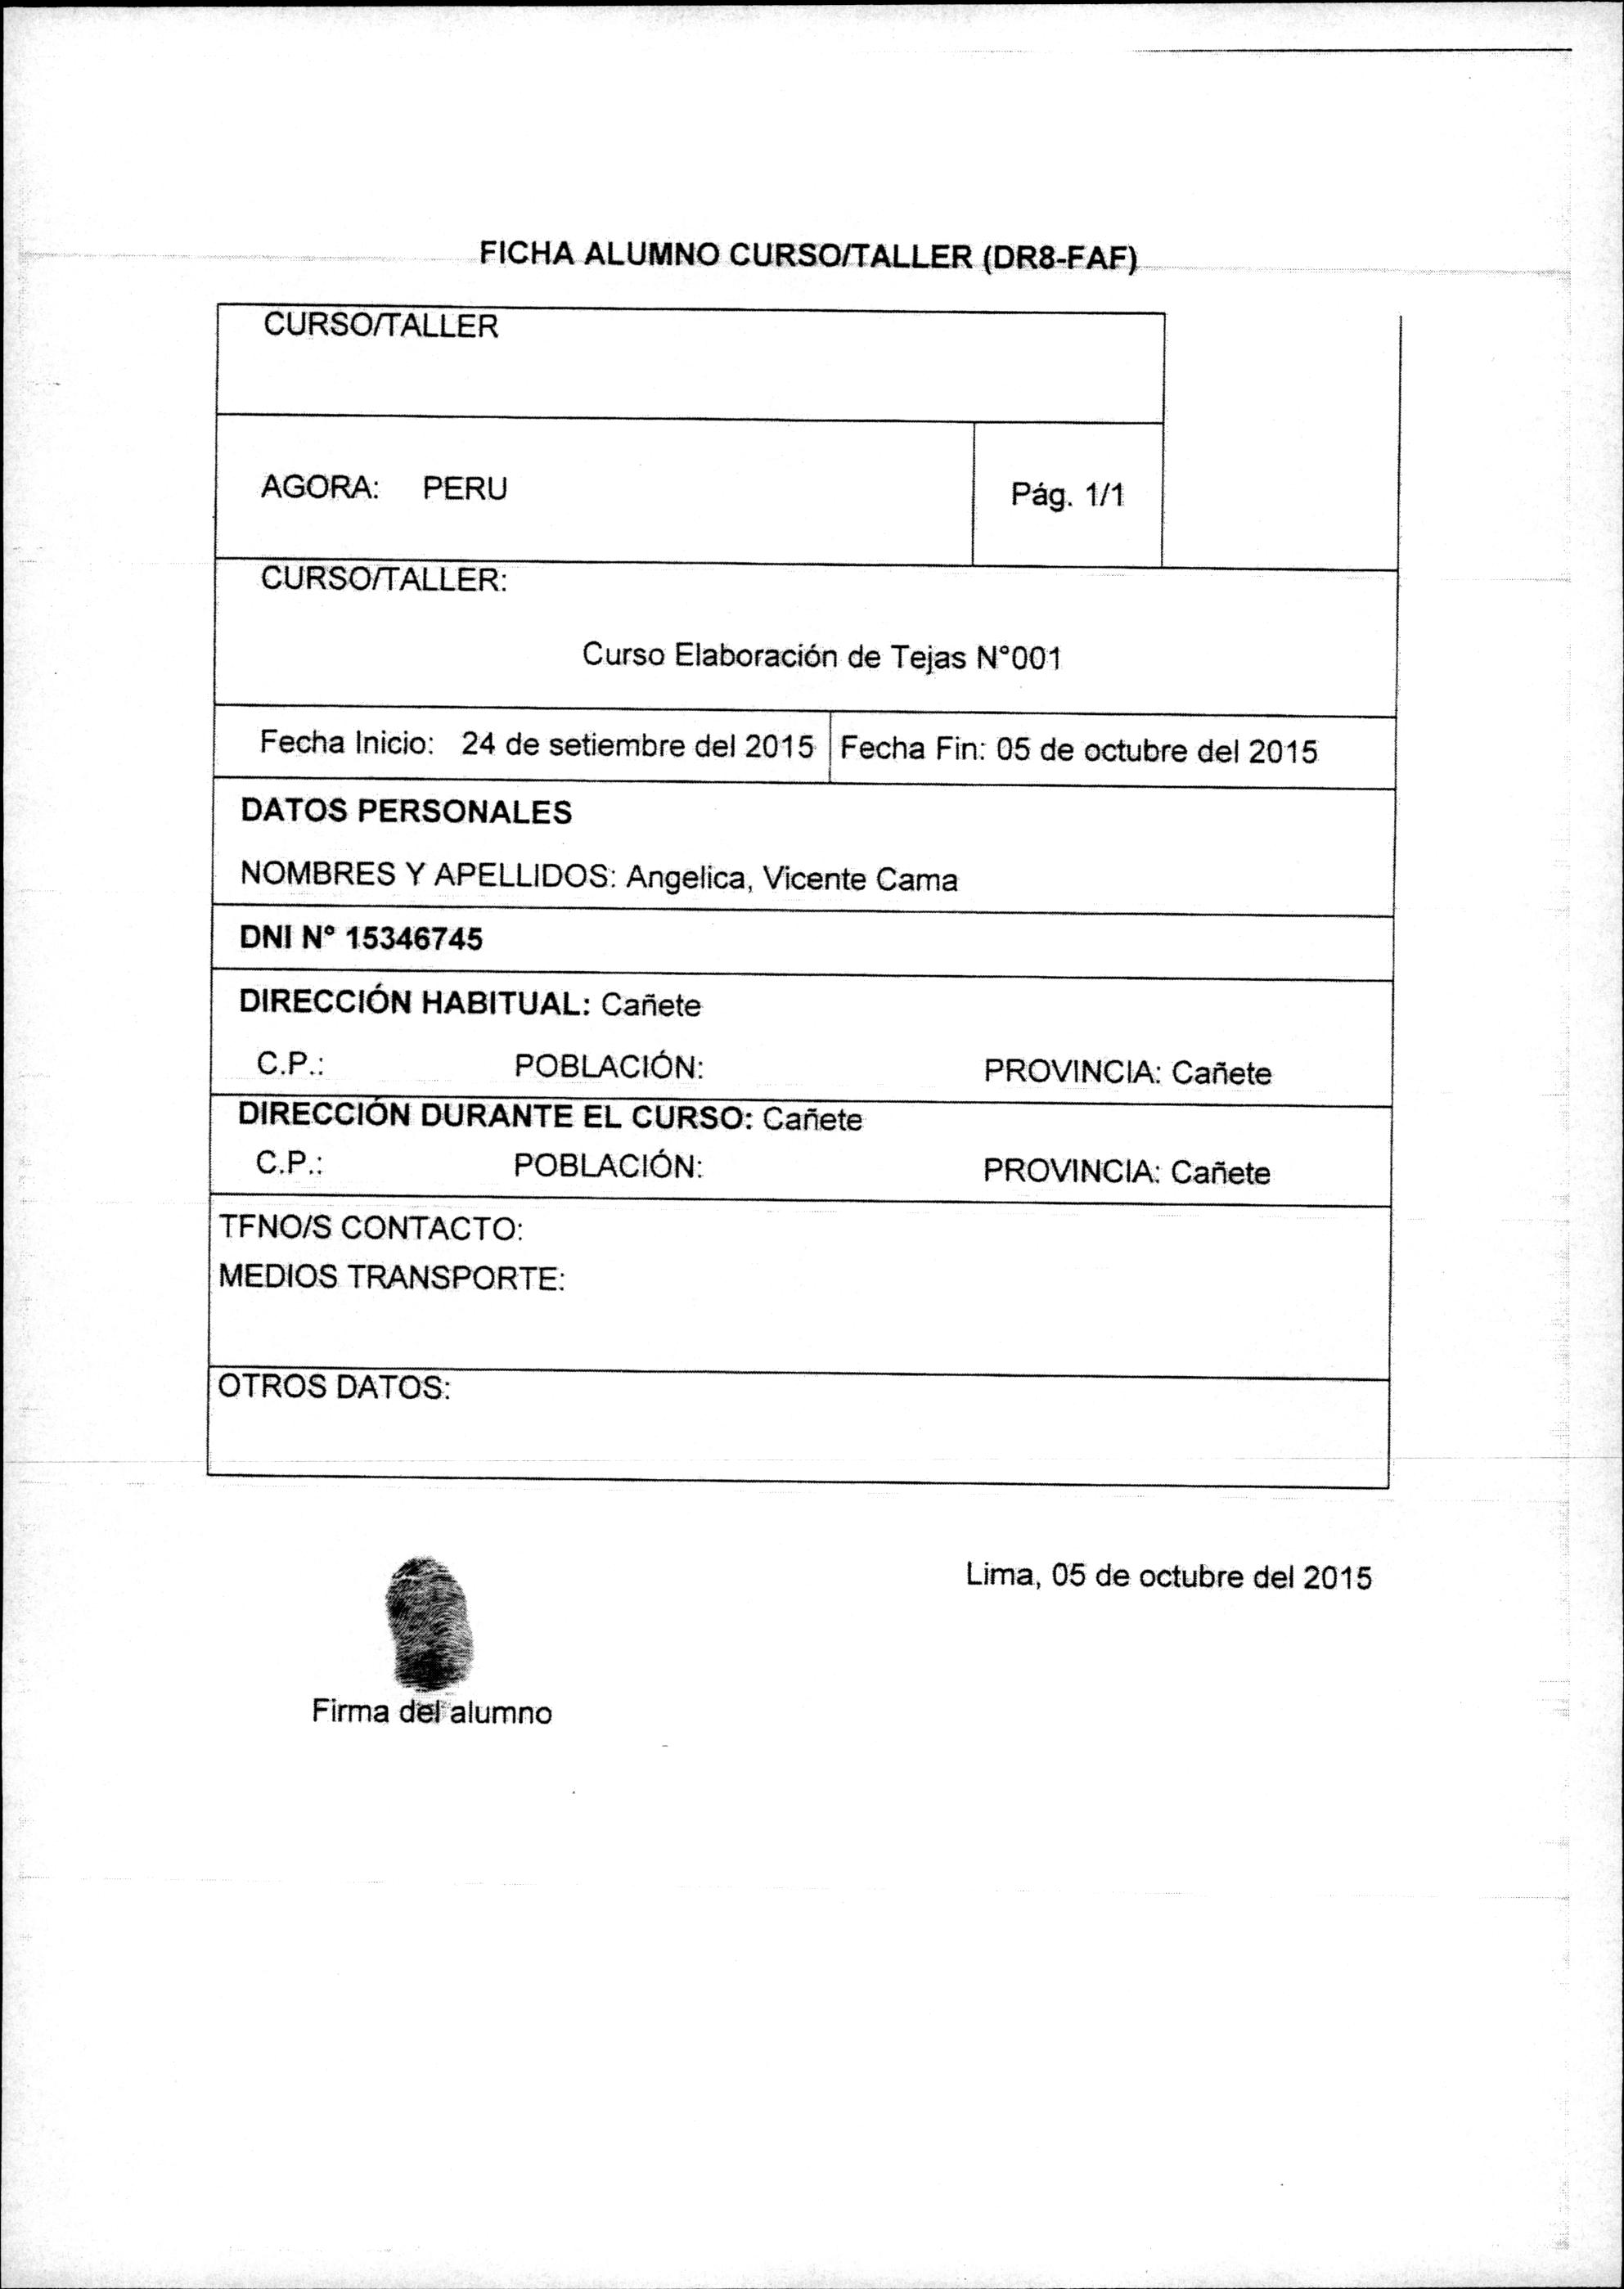 FICHA ALUMNO CURSO/TALLER (DR8-FAF)
CURSO/TALLER
AGORA: PERU
Pág. 1/1
CURSO/TALLER:
Curso Elaboración de Tejas N°001
Fecha Inicio: 24 de setiembre del 2015 Fecha Fin: 05 de octubre del 2015
DATOS PERSONALES
NOMBRES Y APELLIDOS: Angelica, Vicente Cama
DNI Nº 15346745
DIRECCIÓN HABITUAL: Cañete
C.P.: POBLACIÓN: PROVINCIA: Cañete
DIRECCIÓN DURANTE EL CURSO: Cañete
C.P.: POBLACIÓN: PROVINCIA: Cañete
TFNO/S CONTACTO:
MEDIOS TRANSPORTE:
OTROS DATOS:
Lima, 05 de octubre del 2015
Firma del alumno